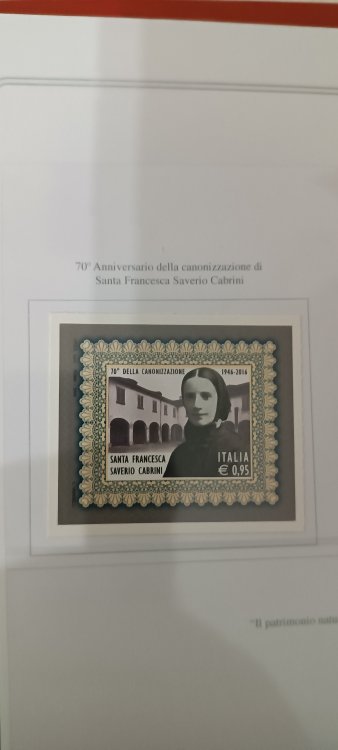 70° Anniversario della canonizzazione di
Santa Francesca Saverio Cabrini
70° DELLA CANONIZZAZIONE 1946-2016
SANTA FRANCESCA
SAVERIO CABRINI
ITALIA
€ 0,95
"Il patrimonio natu